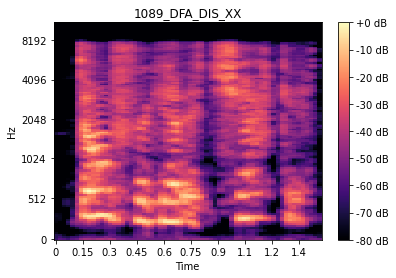 1089_DFA_DIS_XX
+0 dB
8192
-10 dB
4096
-20 dB
-30 dB
2048
Hz
-40 dB
1024
-50 dB
512
-60 dB
-70 dB
0
-80 dB
0 0.15 0.3 0.45 0.6 0.75 0.9 1.1 1.2 1.4
Time